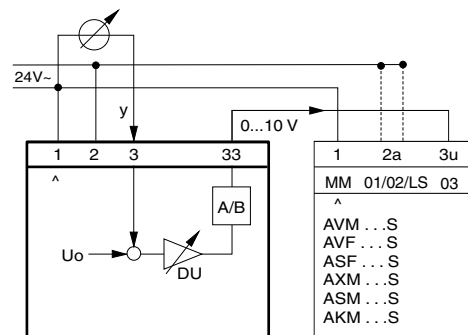 24V~
y
0...10 V
1 2 3 33
1 2a 3u
^
MM 01/02/LS 03
A/B
^
AVM . . .S
AVF . . .S
Uo
DU
ASF . . .S
AXM . . .S
ASM . . .S
AKM . . .S